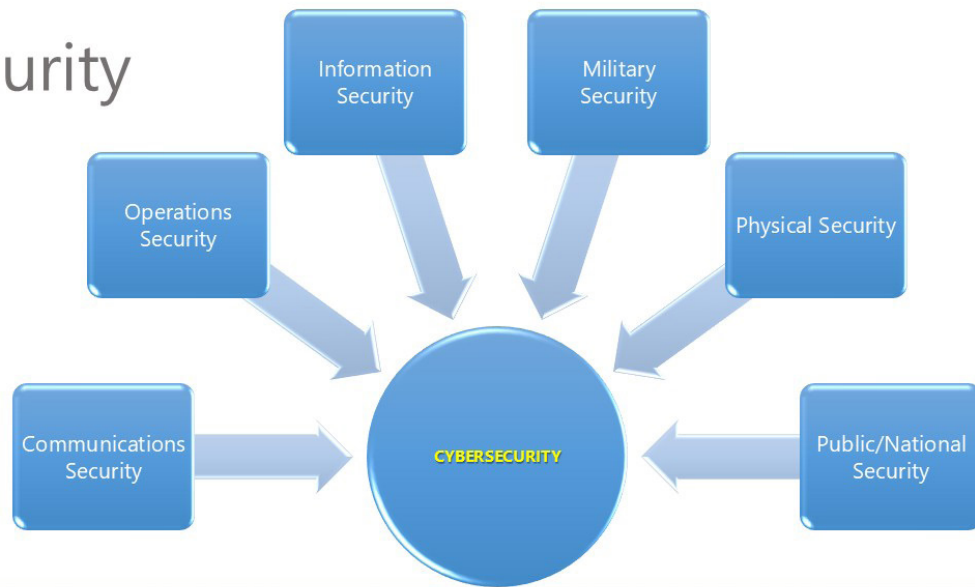 urity
Information
Security
Military
Security
Operations
Security
Physical Security
Communications
Security
CYBERSECURITY
Public/National
Security